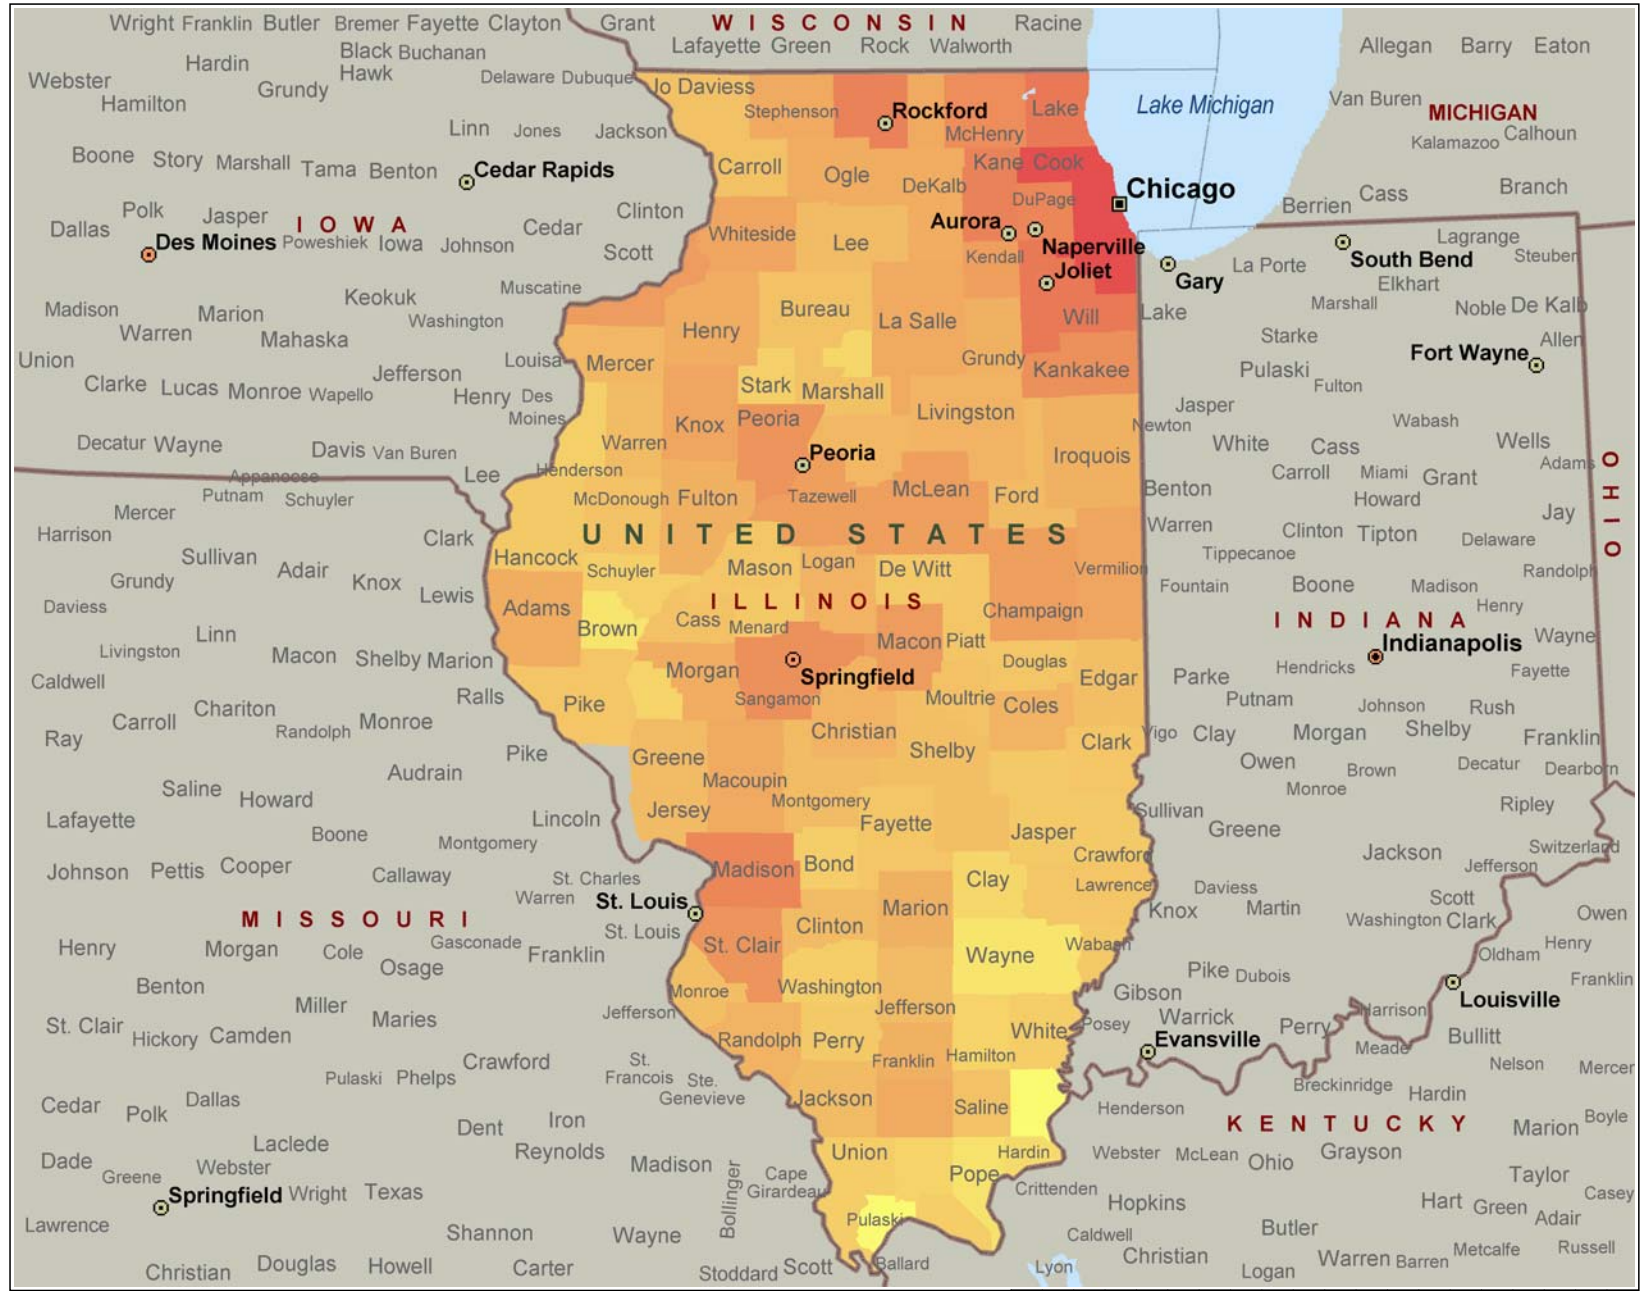 Wright Franklin Butler Bremer Fayette Clayton Grant WISCONSIN Racine
Lafayette Green Rock Walworth Allegan Barry Eaton
Black Buchanan
Hardin Hawk
Webster Grundy Delaware Dubuque Jo Daviess
Hamilton Stephenson Rockford Lake Lake Michigan Van Buren MICHIGAN
Linn Jones Jackson McHenry Kalamazoo Calhoun
Boone Story Marshall Tama Benton Cedar Rapids Carroll Ogle Kane Cook
DeKalb DuPage Chicago Cass Branch
Polk Jasper IOWA Clinton Aurora Berrien
Dallas Des Moines Poweshiek Iowa Johnson Cedar Scott Whiteside Lee Naperville Lagrange
Kendall Joliet Gary La Porte South Bend Steuben
Elkhart
Muscatine
Madison Marion Keokuk Washington Bureau La Salle Will Lake Marshall Noble De Kalb
Warren Mahaska Henry Starke Allen
Union Louisa Mercer Grundy Kankakee Pulaski Fort Wayne
Clarke Lucas Monroe Wapello Jefferson Henry Des Moines Stark Marshall Fulton
Decatur Wayne Davis Van Buren Warren Knox Peoria Livingston Newton Jasper Wabash
Appanoose Lee Henderson Peoria Iroquois White Cass Wells
Putnam Schuyler McDonough Fulton Tazewell McLean Ford Benton Carroll Miami Grant Adams OHIO
Mercer Howard
Harrison Clark UNITED STATES Warren Clinton Tipton Delaware Jay
Sullivan Adair Hancock Schuyler Mason Logan De Witt Vermilion Tippecanoe
Grundy Knox Lewis Fountain Boone Madison Randolph
Daviess Adams ILLINOIS Champaign Henry
Linn Brown Cass Menard Macon Piatt INDIANA Wayne
Livingston Macon Shelby Marion Morgan Springfield Douglas Edgar Indianapolis
Caldwell Ralls Pike Sangamon Moultrie Coles Parke Hendricks Fayette
Carroll Chariton Randolph Monroe Christian Putnam Johnson Rush
Ray Pike Greene Shelby Clark Vigo Clay Morgan Shelby Franklin
Audrain Macoupin Owen Brown Decatur Dearborn
Saline Howard Jersey Montgomery Sullivan Monroe Ripley
Lafayette Boone Lincoln Fayette Jasper Greene
Johnson Pettis Cooper Montgomery Madison Bond Crawford Jackson Switzerland
Callaway St. Charles Clay Lawrence Daviess Jefferson
Warren St. Louis Marion Knox Martin Scott
MISSOURI St. Louis Clinton Washington Clark Owen
Henry Morgan Cole Gasconade Franklin St. Clair Wayne Wabash Oldham Henry
Benton Osage Washington Pike Dubois Franklin
Miller Monroe Gibson Louisville
St. Clair Hickory Camden Maries Jefferson Jefferson Posey Warrick Harrison
Randolph Perry White Evansville Perry Bullitt
Crawford St. Francois Franklin Hamilton Meade Nelson Mercer
Pulaski Phelps Ste. Genevieve Breckinridge Hardin
Cedar Polk Dallas Iron Jackson Saline Henderson KENTUCKY Marion Boyle
Laclede Dent Reynolds Union Hardin Webster McLean Ohio Grayson
Dade Greene Webster Madison Bollinger Cape Girardeau Pope Crittenden Taylor
Springfield Wright Texas Hopkins Hart Green Casey
Lawrence Shannon Wayne Pulaski Caldwell Butler Adair
Christian Douglas Howell Carter Stoddard Scott Ballard Lyon Christian Logan Warren Barren Metcalfe Russell